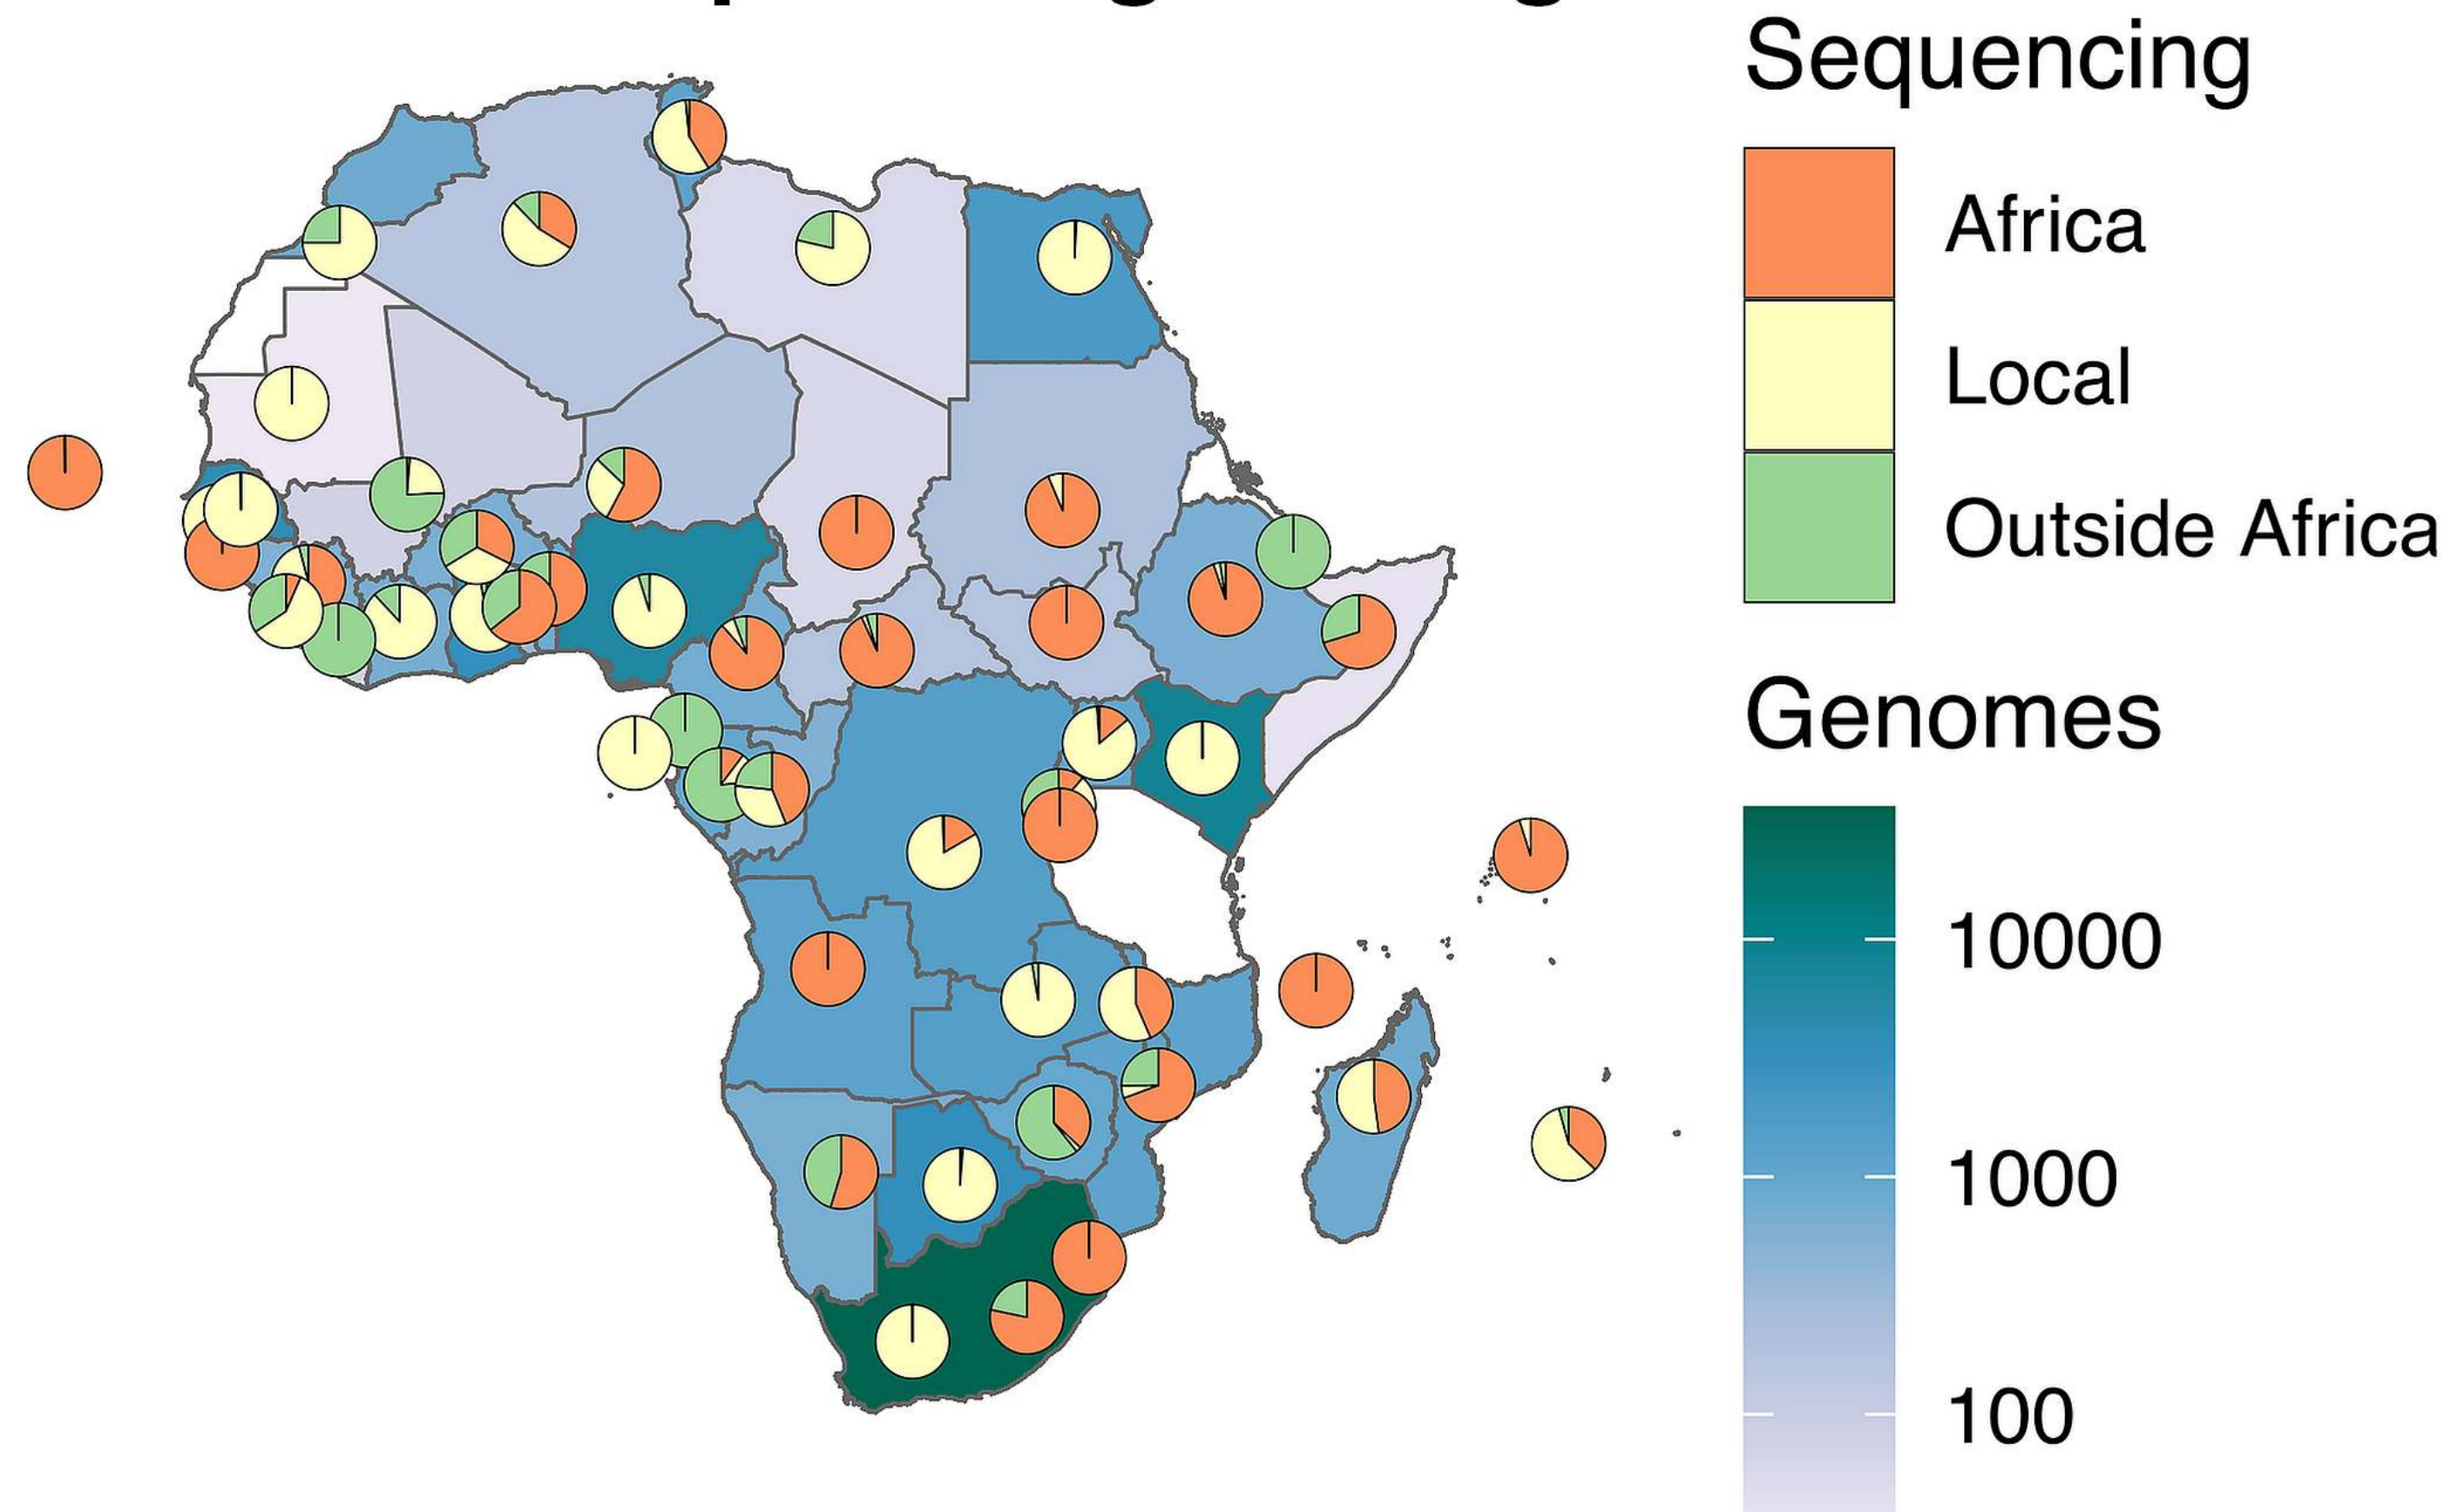 Sequencing
Africa
Local
Outside Africa
Genomes
10000
1000
100